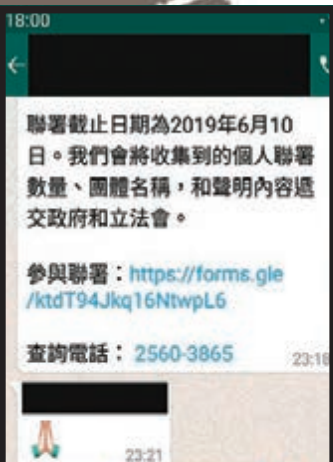 18:00
聯署截止日期為2019年6月10
日。我們會將收集到的個人聯署
數量、團體名稱，和聲明內容遞
交政府和立法會。
參與聯署：https://forms.gle
/ktdT94Jkq16NtwpL6
查詢電話： 2560-3865
23:18
23:21